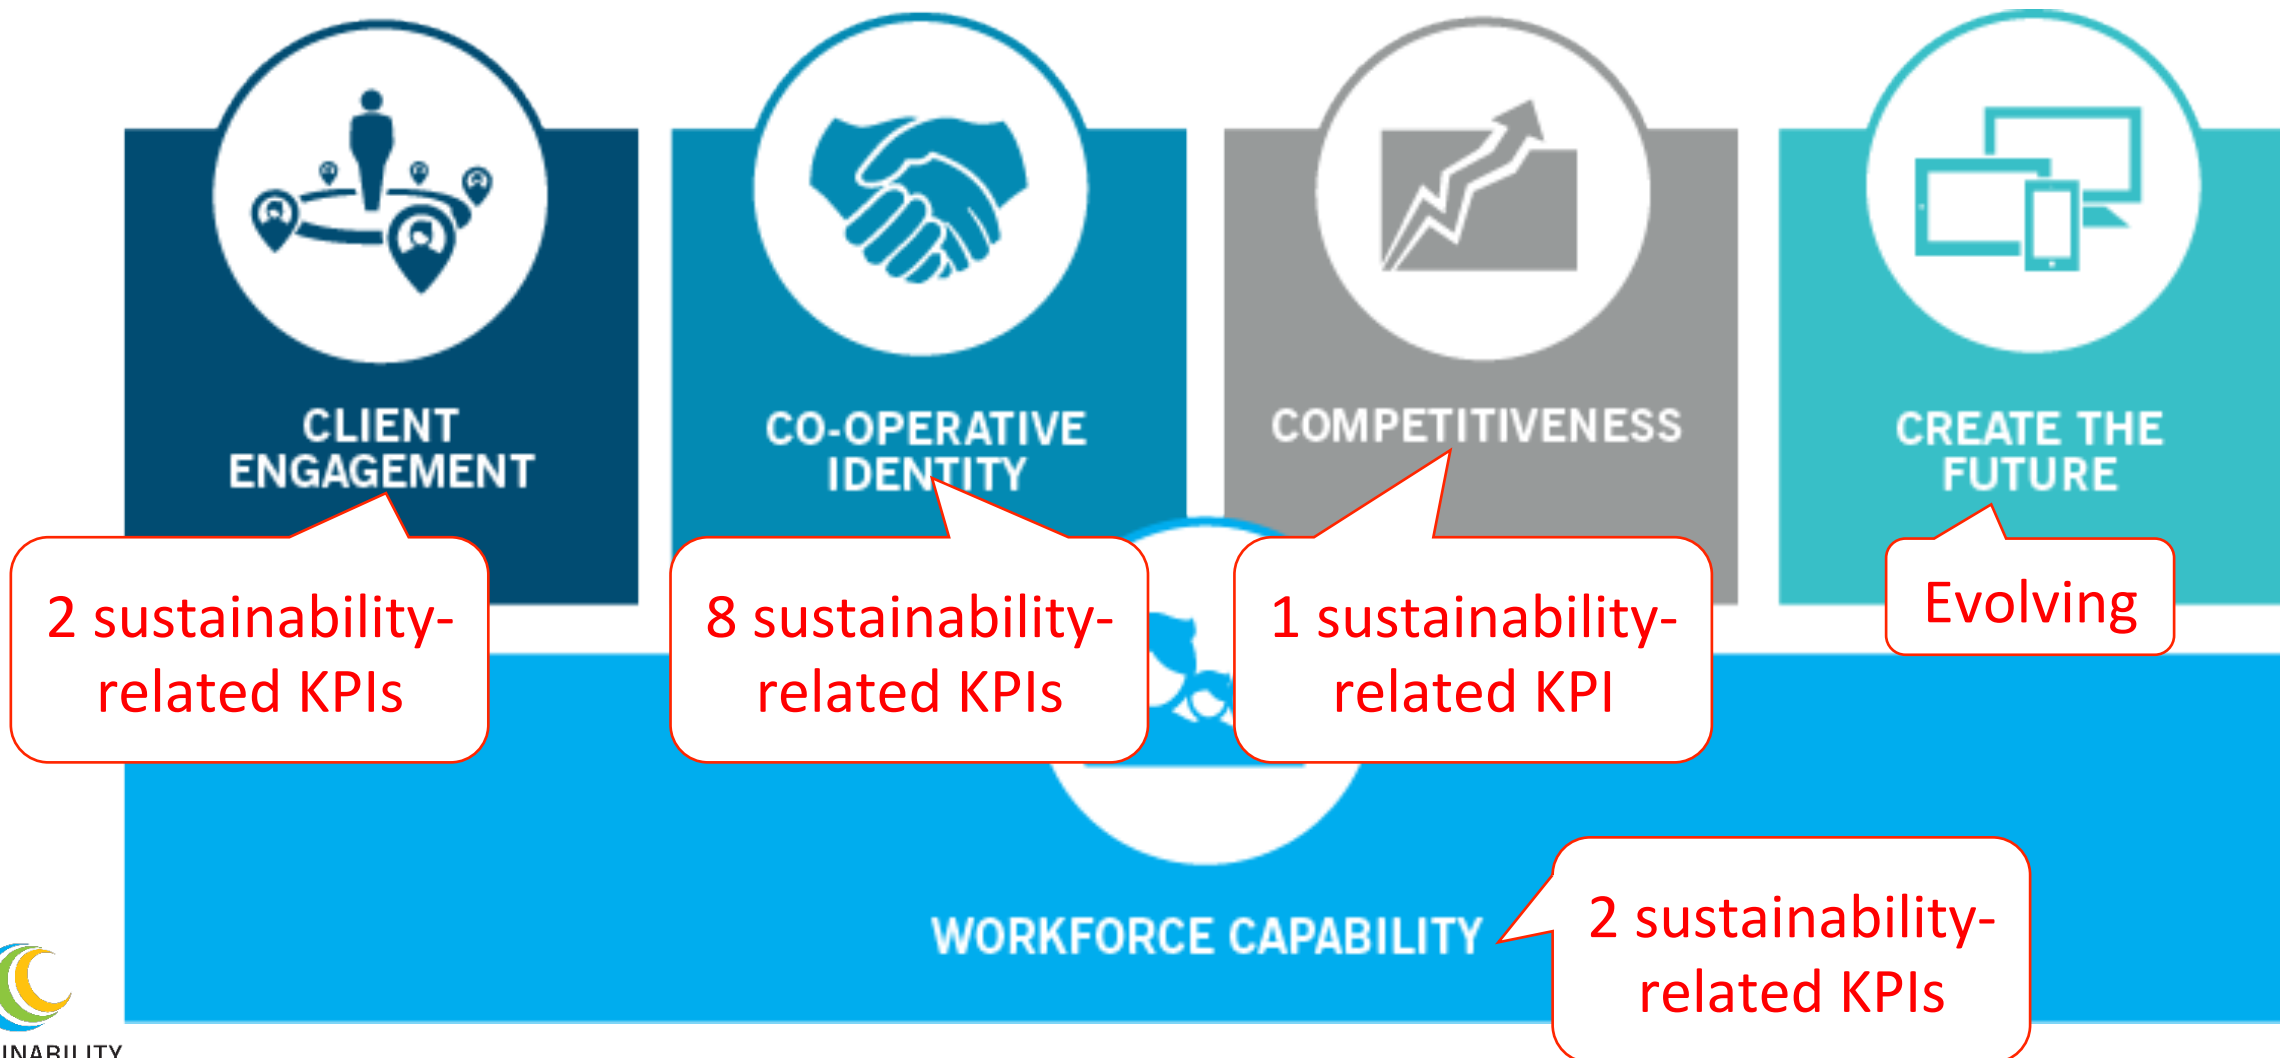 CLIENT
ENGAGEMENT
CO-OPERATIVE
IDENTITY
COMPETITIVENESS
CREATE THE
FUTURE
2 sustainability-
related KPIs
8 sustainability-
related KPIs
1 sustainability-
related KPI
Evolving
WORKFORCE CAPABILITY
2 sustainability-
related KPIs